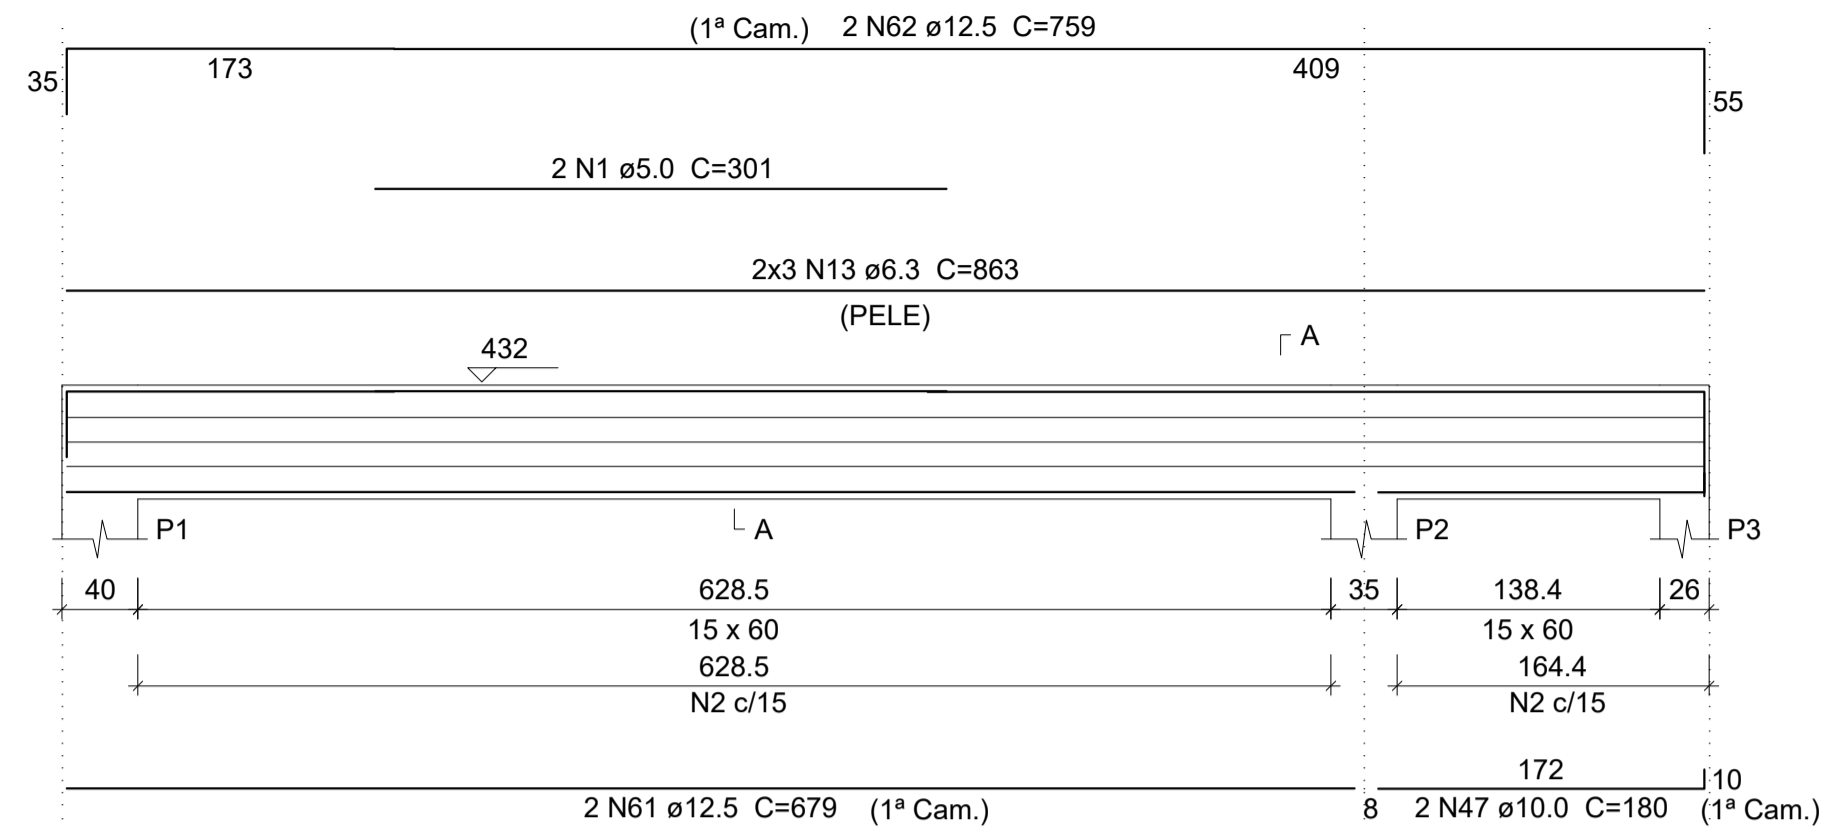 (1ª Cam.) 2 N62 ø12.5 C=759
173
409
35
55
2 N1 ø5.0 C=301
2x3 N13 ø6.3 C=863
(PELE)
A
432
P1
A
P2
P3
40
628.5
35
138.4
26
15 x 60
15 x 60
628.5
164.4
N2 c/15
N2 c/15
172
10
2 N61 ø12.5 C=679 (1ª Cam.)
8
2 N47 ø10.0 C=180 (1ª Cam.)